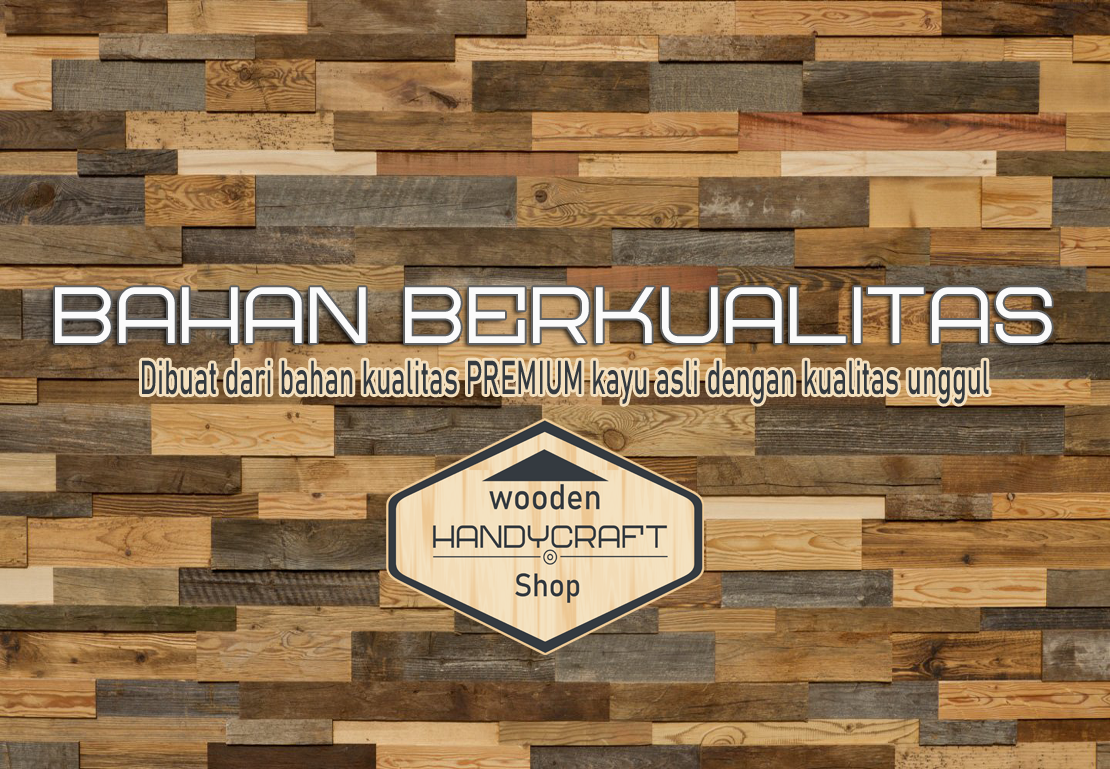 BAHAN BERKUALITAS
Dibuat dari bahan kualitas PREMIUM kayu asli dengan kualitas unggul
wooden
HANDYCRAFT
Shop